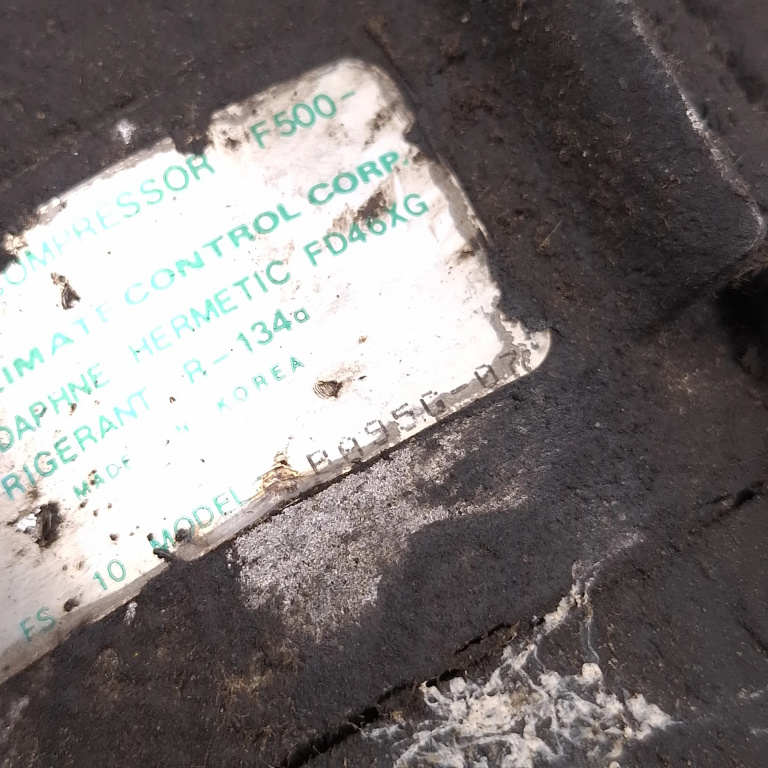 COMPRESSOR F500-
CLIMATE CONTROL CORP.
DAPHNE HERMETIC FD46XG
RIGERANT R-134a
MADE IN KOREA
FS 10 MODEL